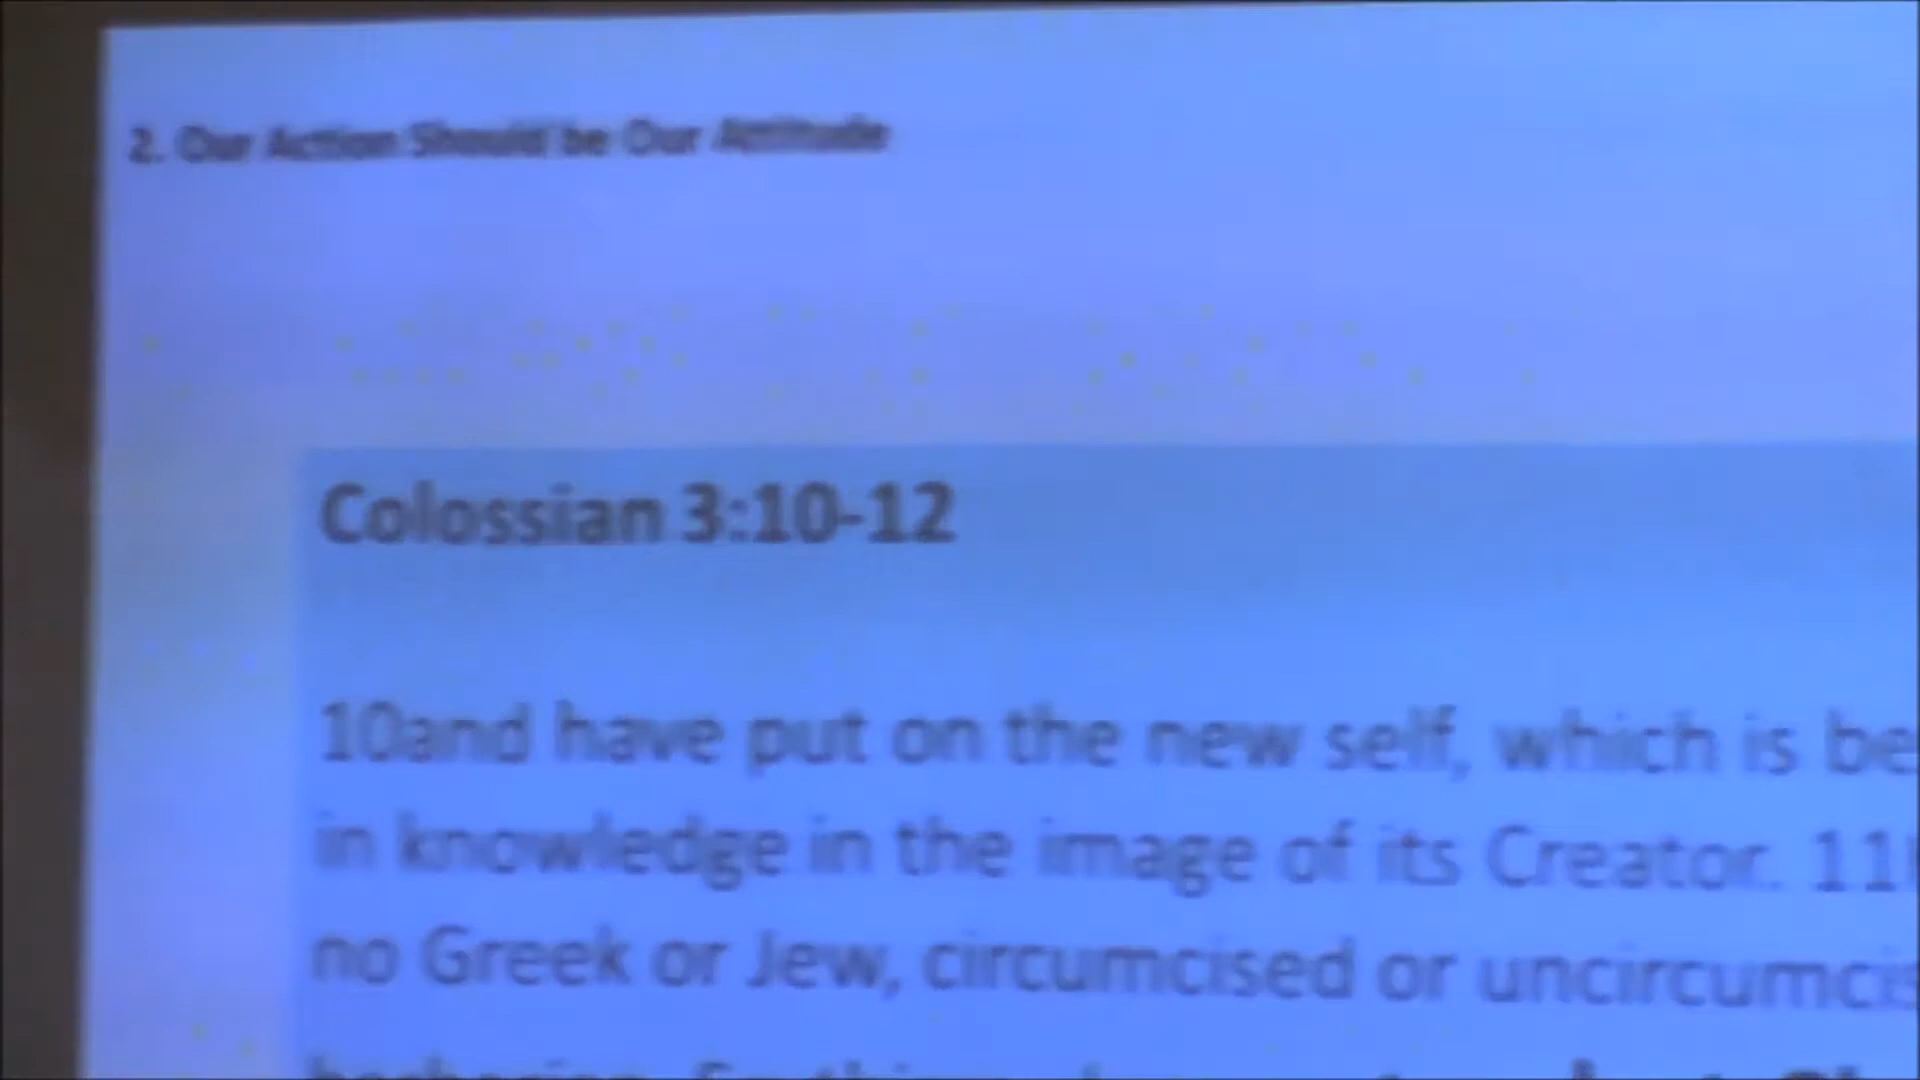 2. Our Action Should be Our Attitude
Colossian 3:10-12
10and have put on the new self, which is be
in knowledge in the image of its Creator. 11
no Greek or Jew, circumcised or uncircumcis